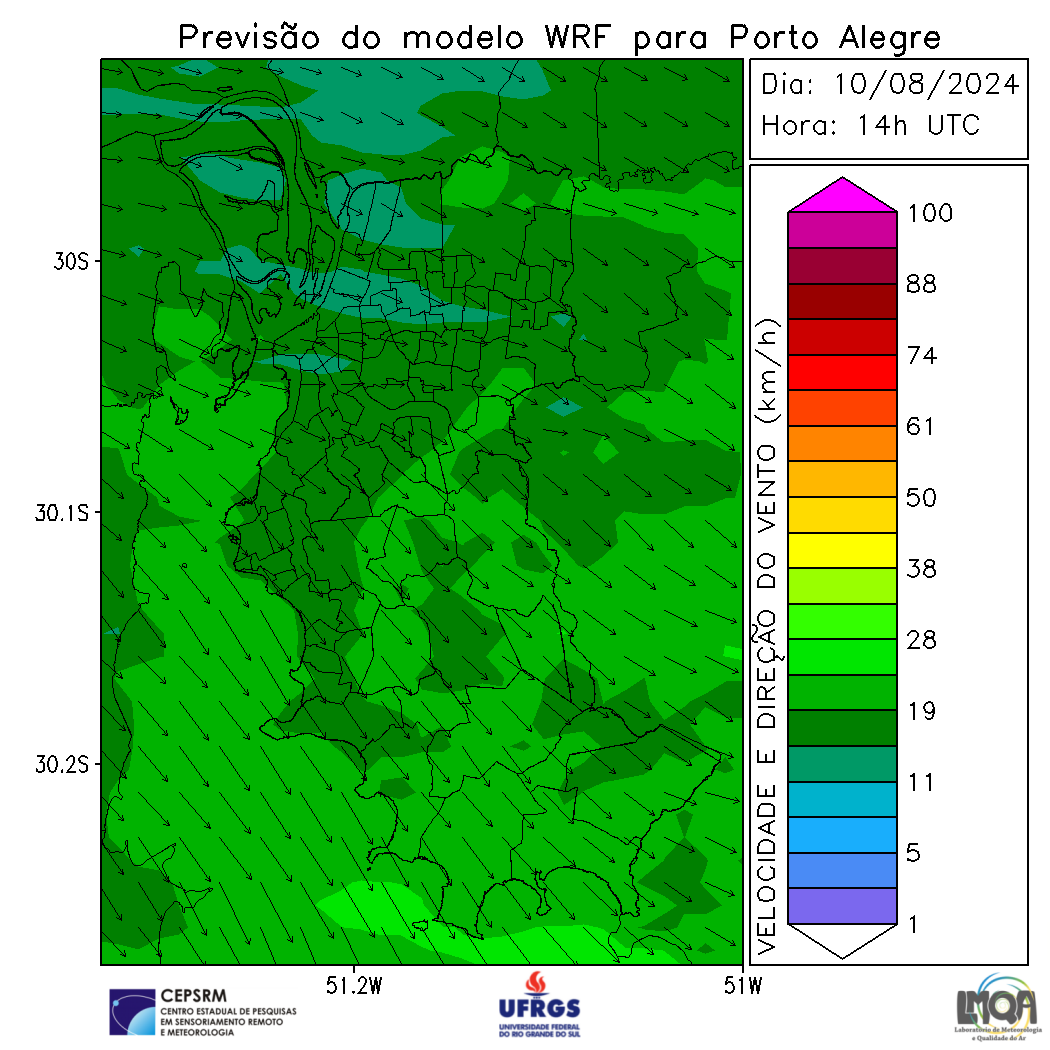 Previsão do modelo WRF para Porto Alegre
Dia: 10/08/2024
Hora: 14h UTC
30S
30.1S
30.2S
51.2W
51W
VELOCIDADE E DIREÇÃO DO VENTO (km/h)
100
88
74
61
50
38
28
19
11
5
1
CEPSRM
CENTRO ESTADUAL DE PESQUISAS
EM SENSORIAMENTO REMOTO
E METEOROLOGIA
UFRGS
UNIVERSIDADE FEDERAL
DO RIO GRANDE DO SUL
LMQA
Laboratório de Meteorologia
e Qualidade do Ar